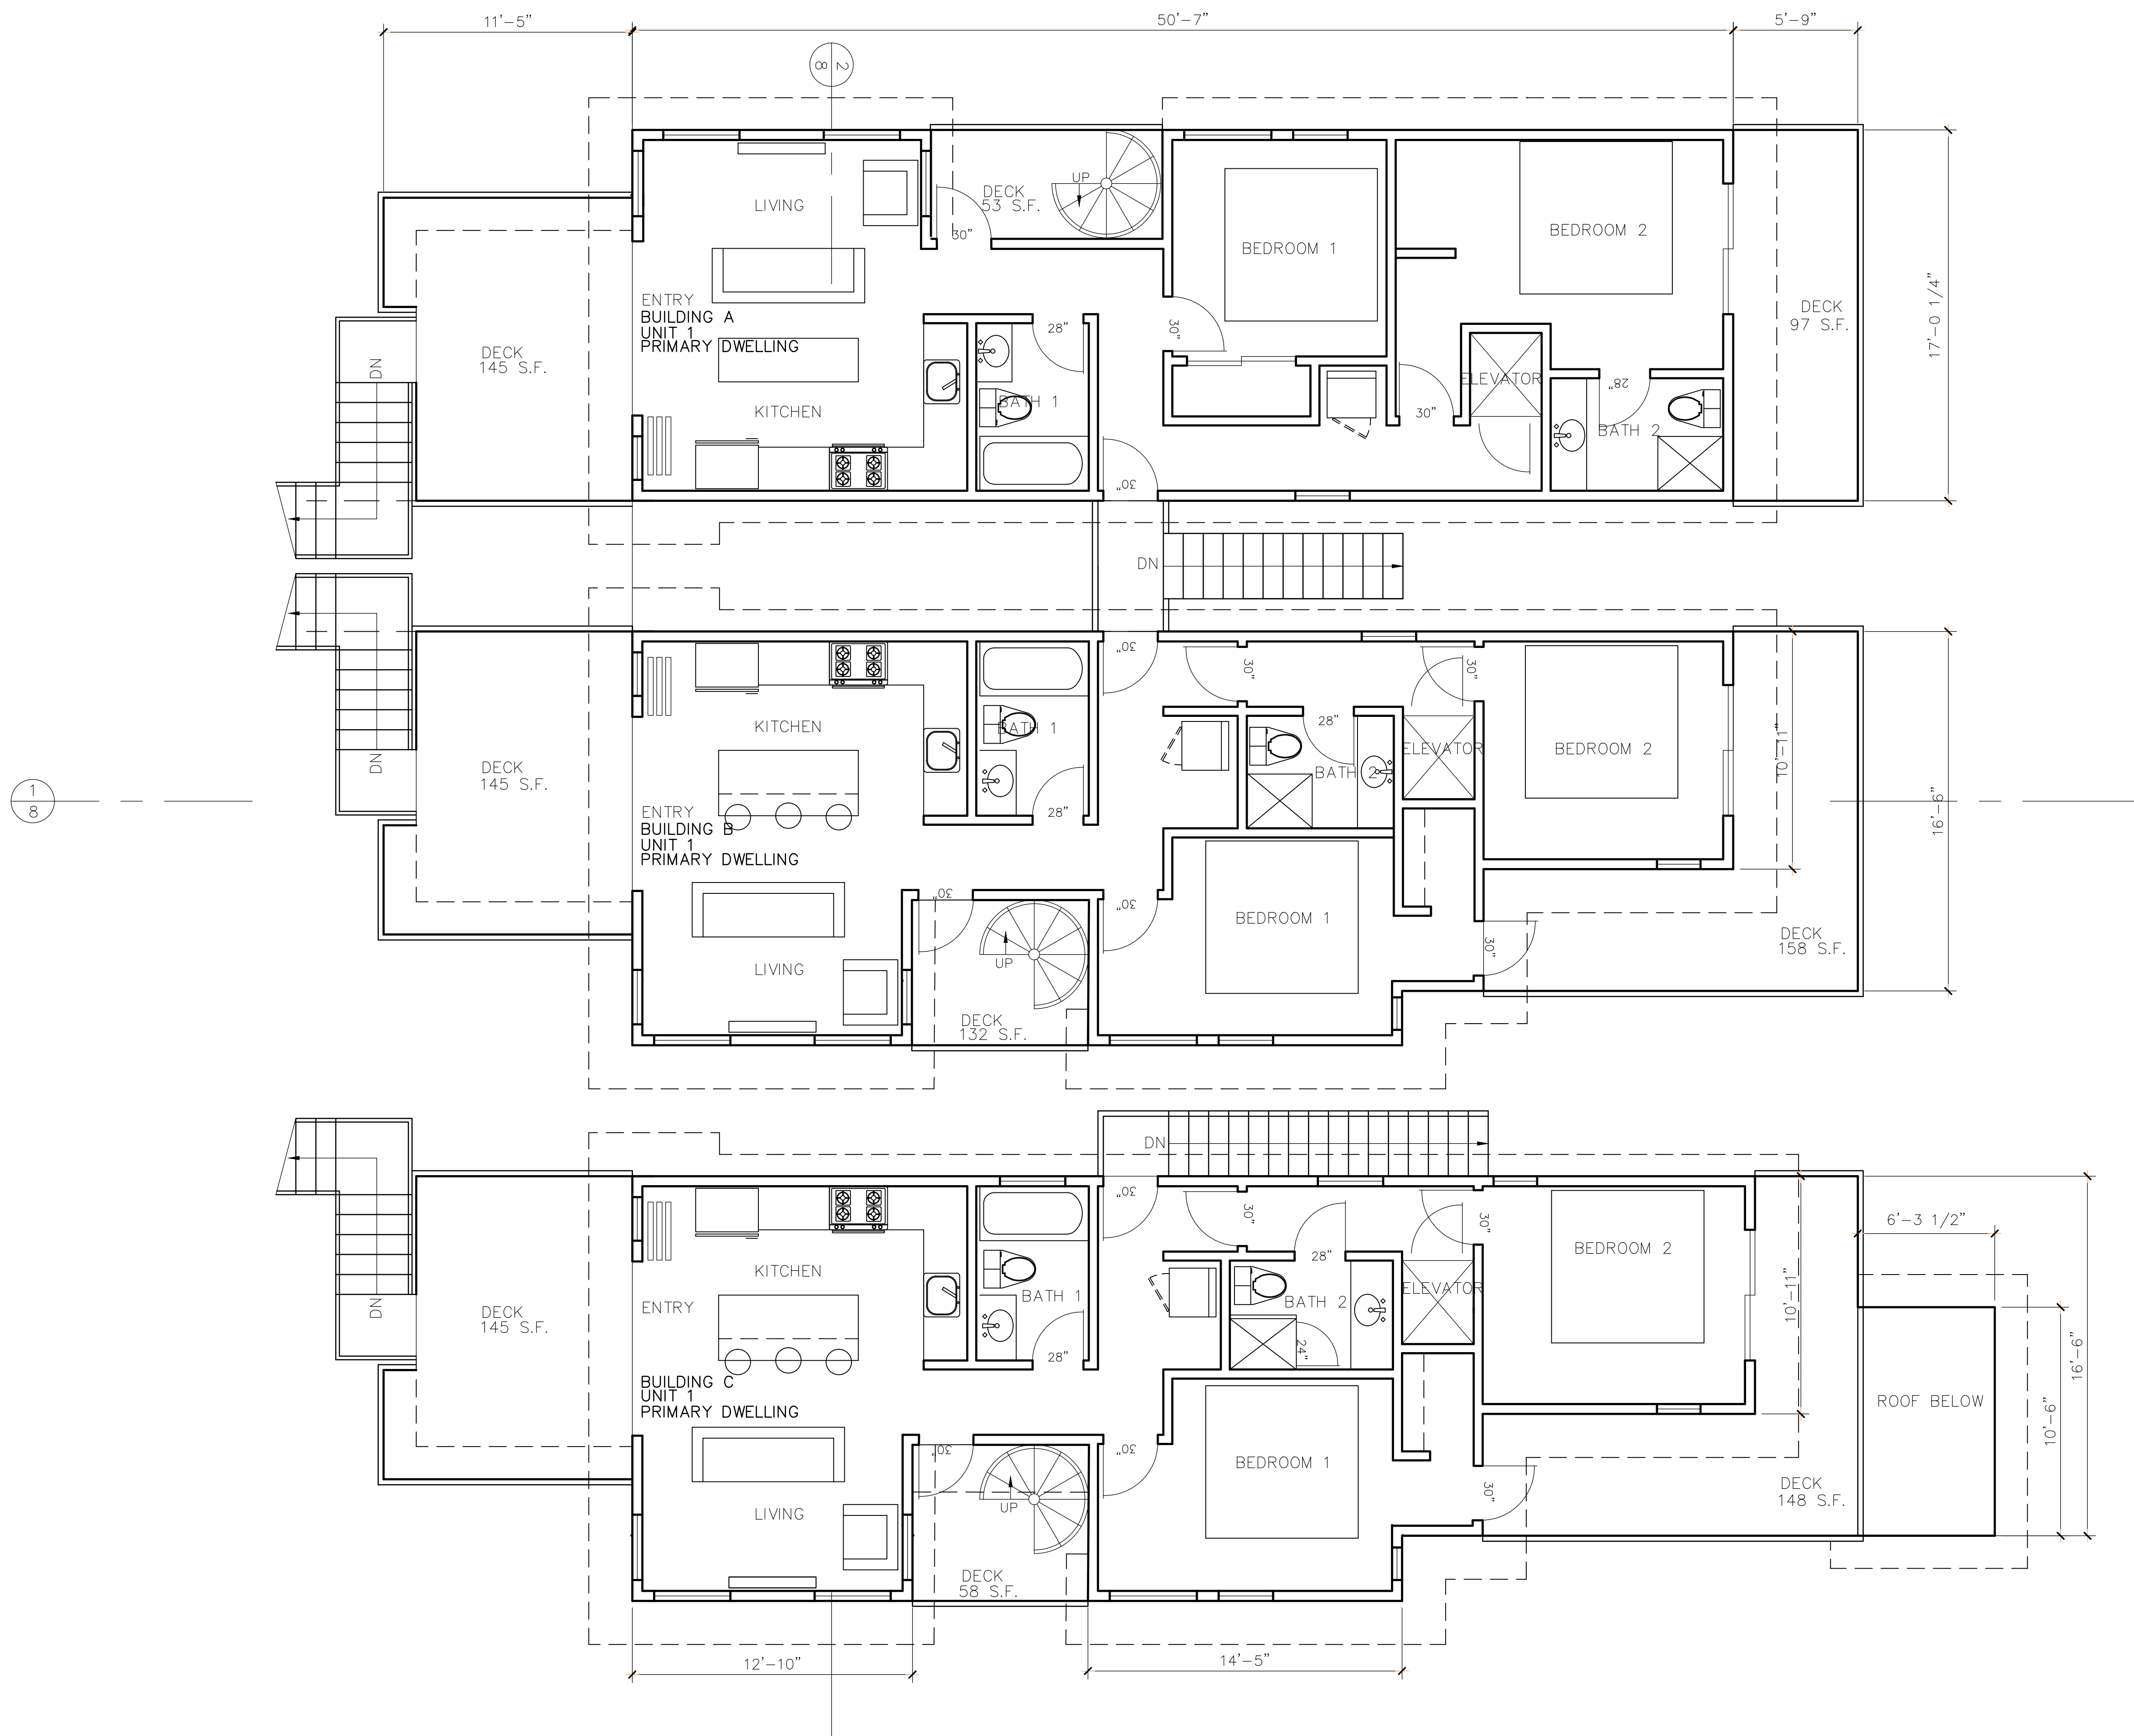 11'-5"
50'-7"
5'-9"
2
8
UP
DECK
53 S.F.
LIVING
30"
BEDROOM 1
BEDROOM 2
ENTRY
BUILDING A
UNIT 1
PRIMARY DWELLING
28"
30"
DECK
97 S.F.
17'-0 1/4"
DECK
145 S.F.
DN
KITCHEN
BATH 1
ELEVATOR
30"
28"
BATH 2
30"
DN
30"
30"
30"
KITCHEN
BATH 1
28"
ELEVATOR
BEDROOM 2
10'-11"
DECK
145 S.F.
DN
BATH 2
1
8
ENTRY
BUILDING B
UNIT 1
PRIMARY DWELLING
28"
16'-6"
30"
30"
BEDROOM 1
30"
DECK
158 S.F.
UP
LIVING
DECK
132 S.F.
DN
30"
30"
30"
6'-3 1/2"
KITCHEN
28"
BEDROOM 2
ELEVATOR
BATH 1
BATH 2
10'-11"
16'-6"
ENTRY
DECK
145 S.F.
DN
24"
28"
BUILDING C
UNIT 1
PRIMARY DWELLING
ROOF BELOW
10'-6"
30"
30"
BEDROOM 1
30"
DECK
148 S.F.
UP
LIVING
DECK
58 S.F.
12'-10"
14'-5"